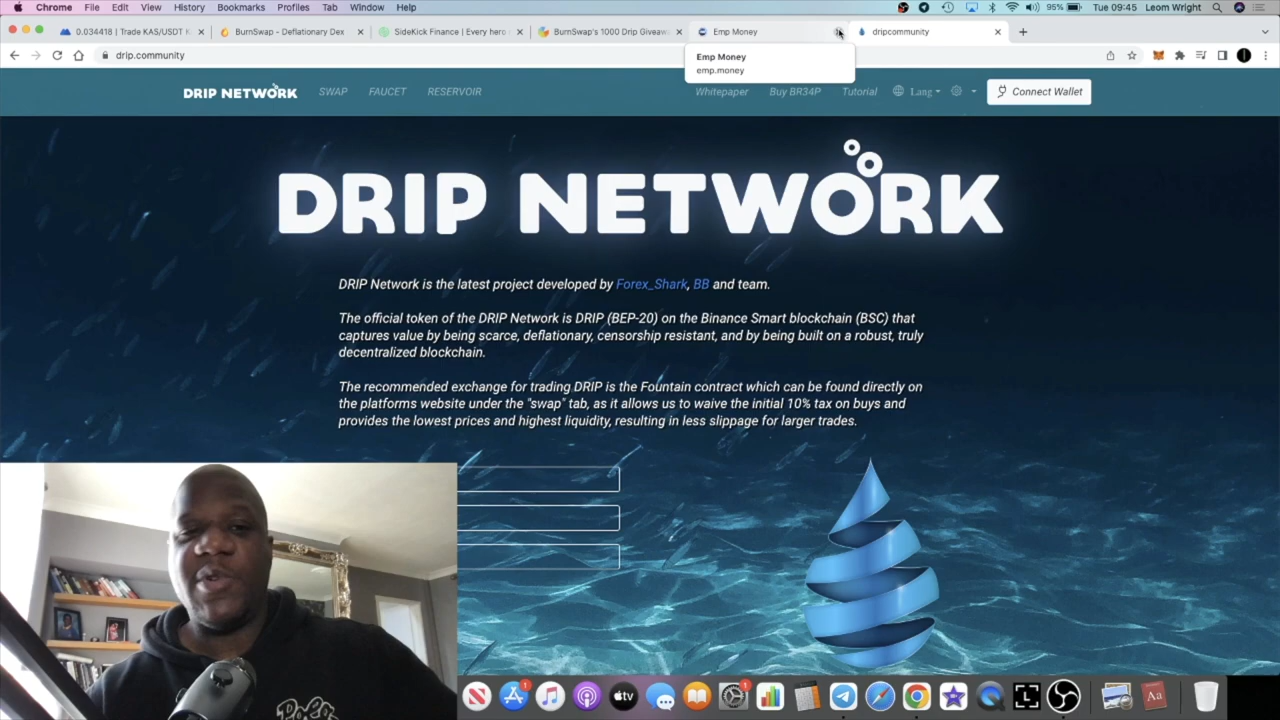 Chrome File Edit View History Bookmarks Profiles Tab Window Help
95% Tue 09:45 Leom Wright
0.034418 | Trade KAS/USDT K
BurnSwap - Deflationary Dex
SideKick Finance | Every hero
BurnSwap's 1000 Drip Giveaw
Emp Money
dripcommunity
drip.community
Emp Money
emp.money
DRIP NETWORK SWAP FAUCET RESERVOIR Whitepaper Buy BR34P Tutorial Lang Connect Wallet
DRIP NETWORK
DRIP Network is the latest project developed by Forex_Shark, BB and team.
The official token of the DRIP Network is DRIP (BEP-20) on the Binance Smart blockchain (BSC) that
captures value by being scarce, deflationary, censorship resistant, and by being built on a robust, truly
decentralized blockchain.
The recommended exchange for trading DRIP is the Fountain contract which can be found directly on
the platforms website under the "swap" tab, as it allows us to waive the initial 10% tax on buys and
provides the lowest prices and highest liquidity, resulting in less slippage for larger trades.
1
tv
1
Aa